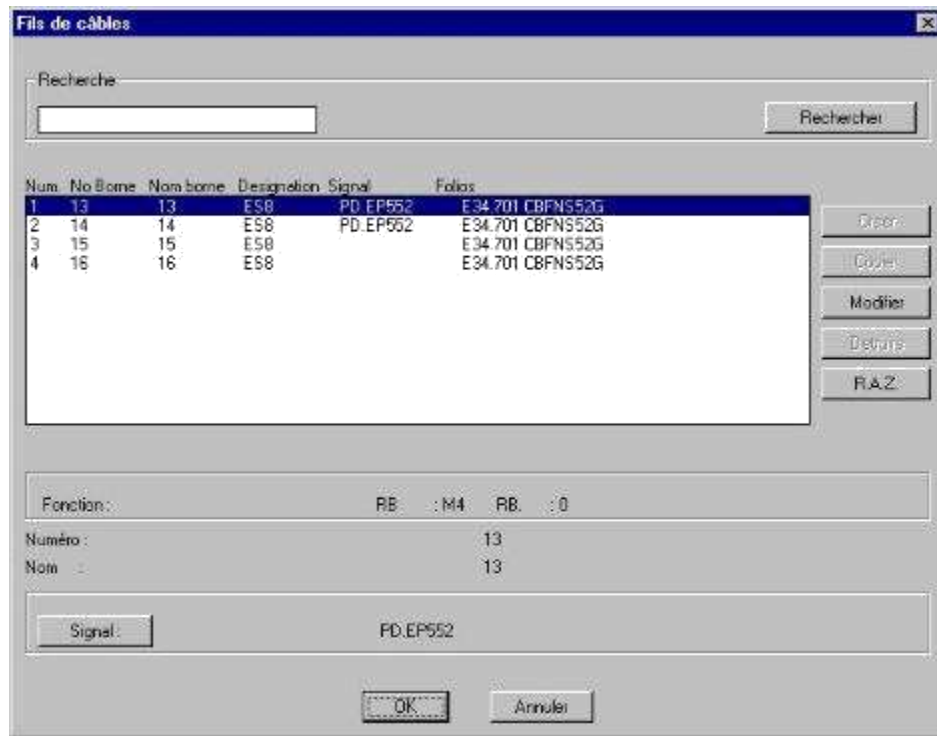 Fils de câbles
Recherche
Rechercher
Num. No Borne Nom borne Designation Signal Folios
1 13 13 ES8 PD.EP552 E34.701 CBFNS52G
2 14 14 ES8 PD.EP552 E34.701 CBFNS52G
3 15 15 ES8 E34.701 CBFNS52G
4 16 16 ES8 E34.701 CBFNS52G
Créer
Copier
Modifier
Détruire
R.A.Z.
Fonction : RB : M4 RB. : 0
Numéro : 13
Nom : 13
Signal : PD.EP552
OK Annuler